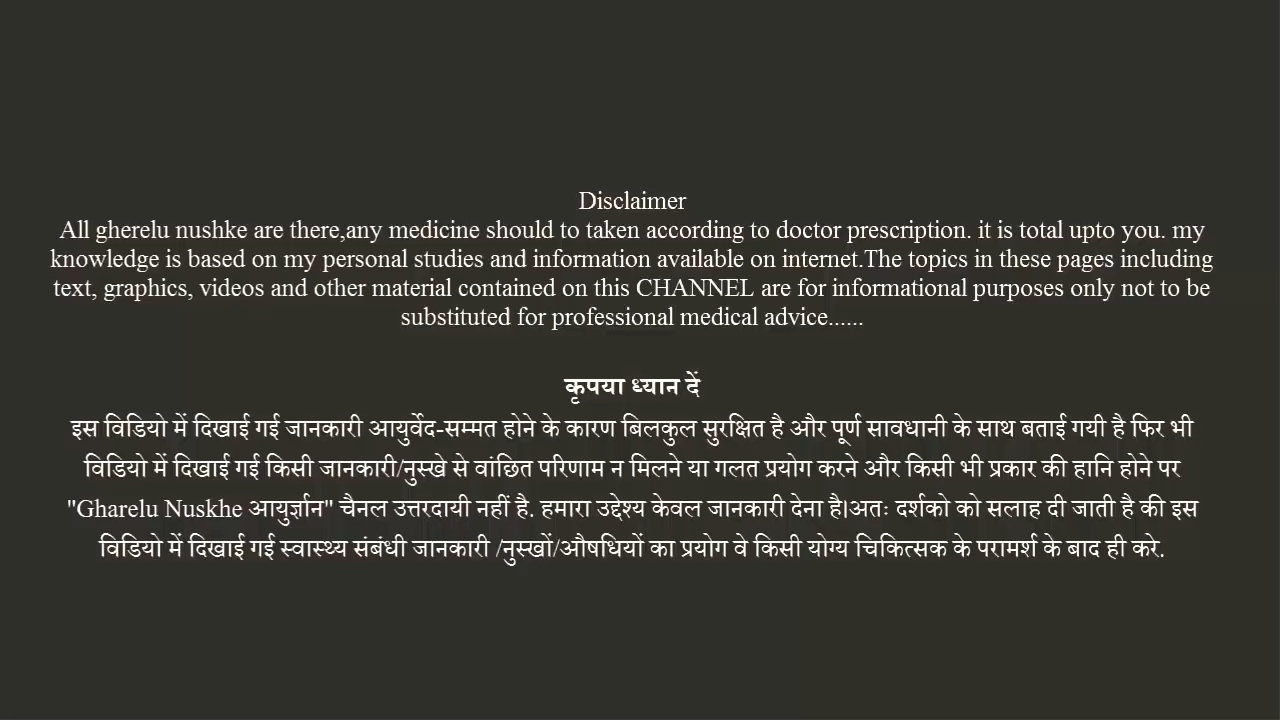 Disclaimer
All gherelu nushke are there,any medicine should to taken according to doctor prescription. it is total upto you. my
knowledge is based on my personal studies and information available on internet.The topics in these pages including
text, graphics, videos and other material contained on this CHANNEL are for informational purposes only not to be
substituted for professional medical advice......
कृपया ध्यान दें
इस विडियो में दिखाई गई जानकारी आयुर्वेद-सम्मत होने के कारण बिलकुल सुरक्षित है और पूर्ण सावधानी के साथ बताई गयी है फिर भी
विडियो में दिखाई गई किसी जानकारी/नुस्खे से वांछित परिणाम न मिलने या गलत प्रयोग करने और किसी भी प्रकार की हानि होने पर
"Gharelu Nuskhe आयुर्ज्ञान" चैनल उत्तरदायी नहीं है. हमारा उद्देश्य केवल जानकारी देना है।अतः दर्शको को सलाह दी जाती है की इस
विडियो में दिखाई गई स्वास्थ्य संबंधी जानकारी /नुस्खों/औषधियों का प्रयोग वे किसी योग्य चिकित्सक के परामर्श के बाद ही करे.